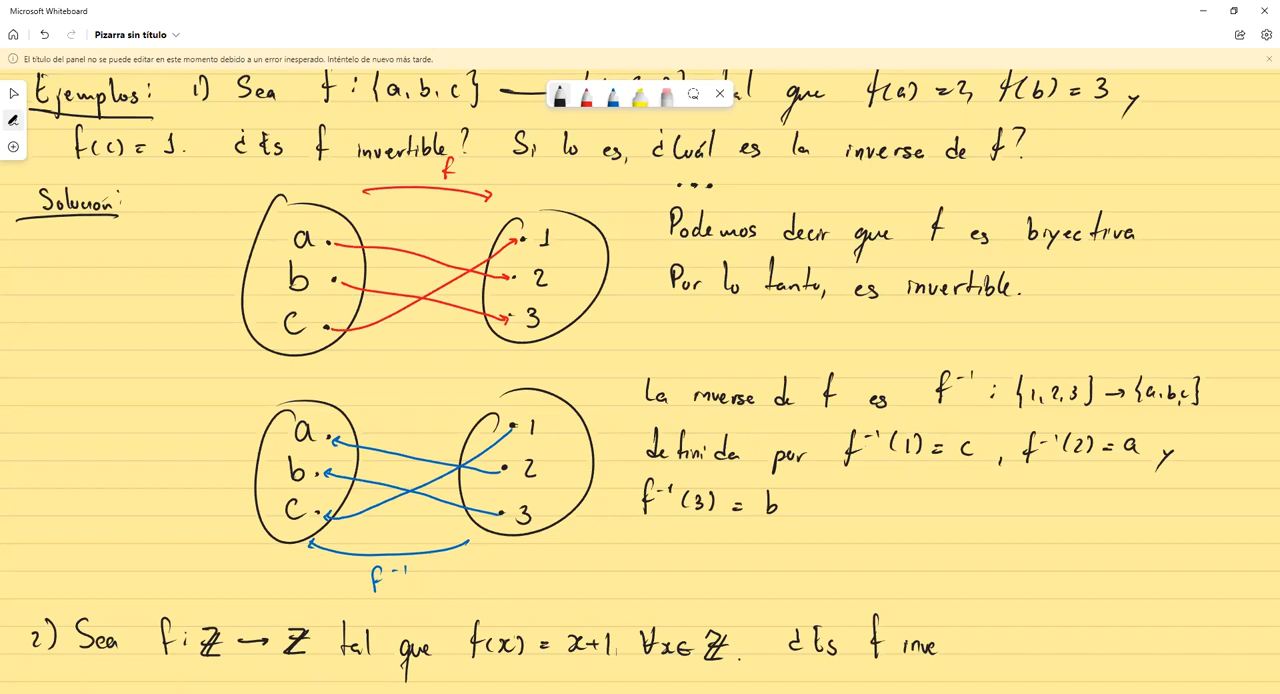 Microsoft Whiteboard
Pizarra sin título
El título del panel no se puede editar en este momento debido a un error inesperado. Inténtelo de nuevo más tarde.
Ejemplos: 1) Sea f : {a, b, c} que f(a) = 2, f(b) = 3 y
f(c) = 1. ¿Es f invertible? Si lo es, ¿Cuál es la inversa de f?
Solución:
f
...
a 1
b 2
c 3
Podemos decir que f es biyectiva
Por lo tanto, es invertible.
a 1
b 2
c 3
f⁻¹
La inversa de f es f⁻¹ : {1, 2, 3} → {a, b, c}
definida por f⁻¹(1) = c, f⁻¹(2) = a y
f⁻¹(3) = b
2) Sea f : ℤ → ℤ tal que f(x) = x+1, ∀x∈ ℤ. ¿Es f inve